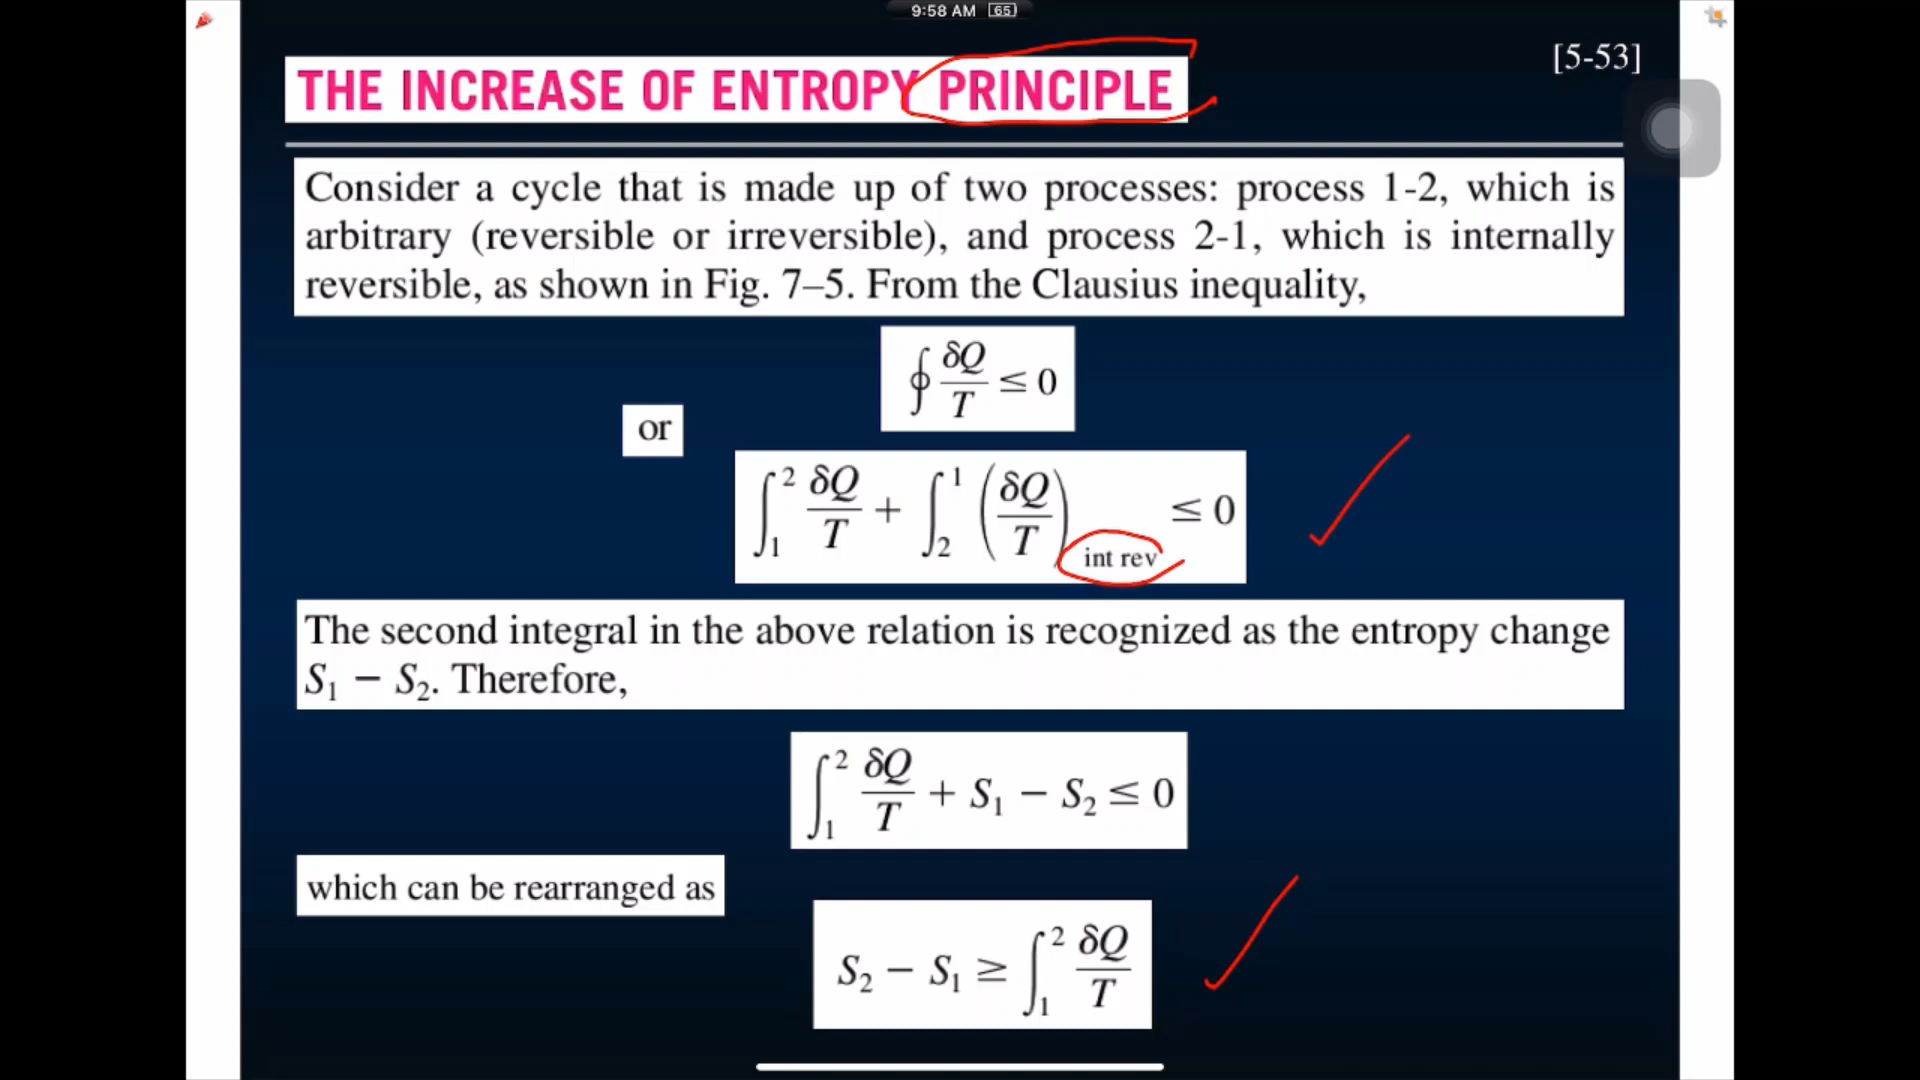 9:58 AM 65
[5-53]
THE INCREASE OF ENTROPY PRINCIPLE
Consider a cycle that is made up of two processes: process 1-2, which is
arbitrary (reversible or irreversible), and process 2-1, which is internally
reversible, as shown in Fig. 7–5. From the Clausius inequality,
∮ δQ/T ≤ 0
or
∫₁² δQ/T + ∫₂¹ (δQ/T) int rev ≤ 0
The second integral in the above relation is recognized as the entropy change
S₁ − S₂. Therefore,
∫₁² δQ/T + S₁ − S₂ ≤ 0
which can be rearranged as
S₂ − S₁ ≥ ∫₁² δQ/T